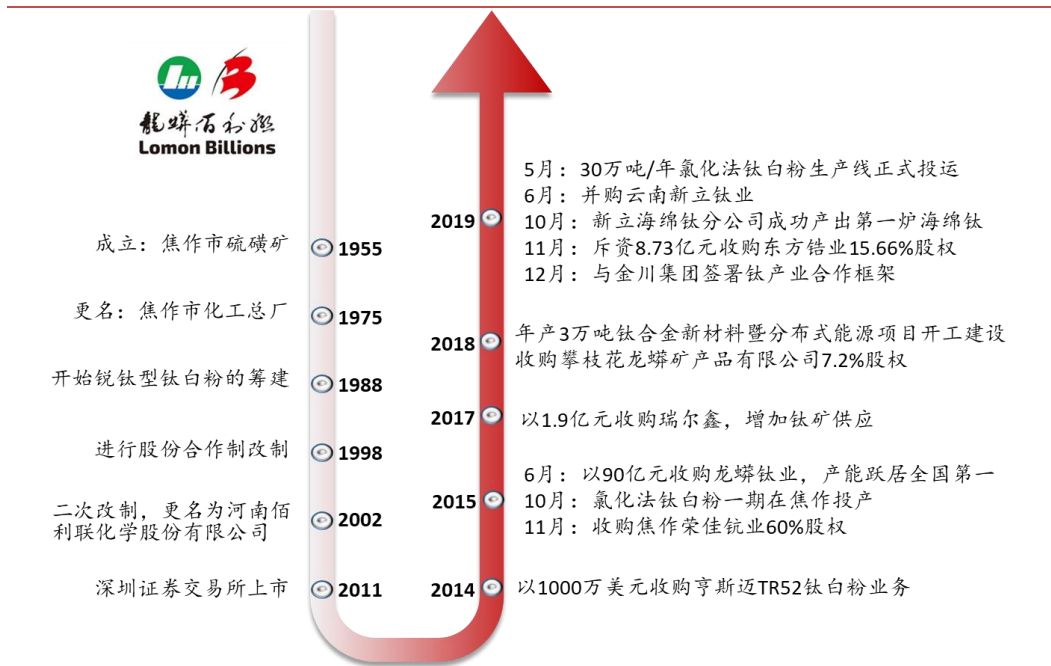 龍蟒佰利聯
Lomon Billions
成立：焦作市硫磺矿
1955
更名：焦作市化工总厂
1975
开始锐钛型钛白粉的筹建
1988
进行股份合作制改制
1998
二次改制，更名为河南佰
利联化学股份有限公司
2002
深圳证券交易所上市
2011
2014
以1000万美元收购亨斯迈TR52钛白粉业务
2015
6月：以90亿元收购龙蟒钛业，产能跃居全国第一
10月：氯化法钛白粉一期在焦作投产
11月：收购焦作荣佳钪业60%股权
2017
以1.9亿元收购瑞尔鑫，增加钛矿供应
2018
年产3万吨钛合金新材料暨分布式能源项目开工建设
收购攀枝花龙蟒矿产品有限公司7.2%股权
2019
5月：30万吨/年氯化法钛白粉生产线正式投运
6月：并购云南新立钛业
10月：新立海绵钛分公司成功产出第一炉海绵钛
11月：斥资8.73亿元收购东方锆业15.66%股权
12月：与金川集团签署钛产业合作框架